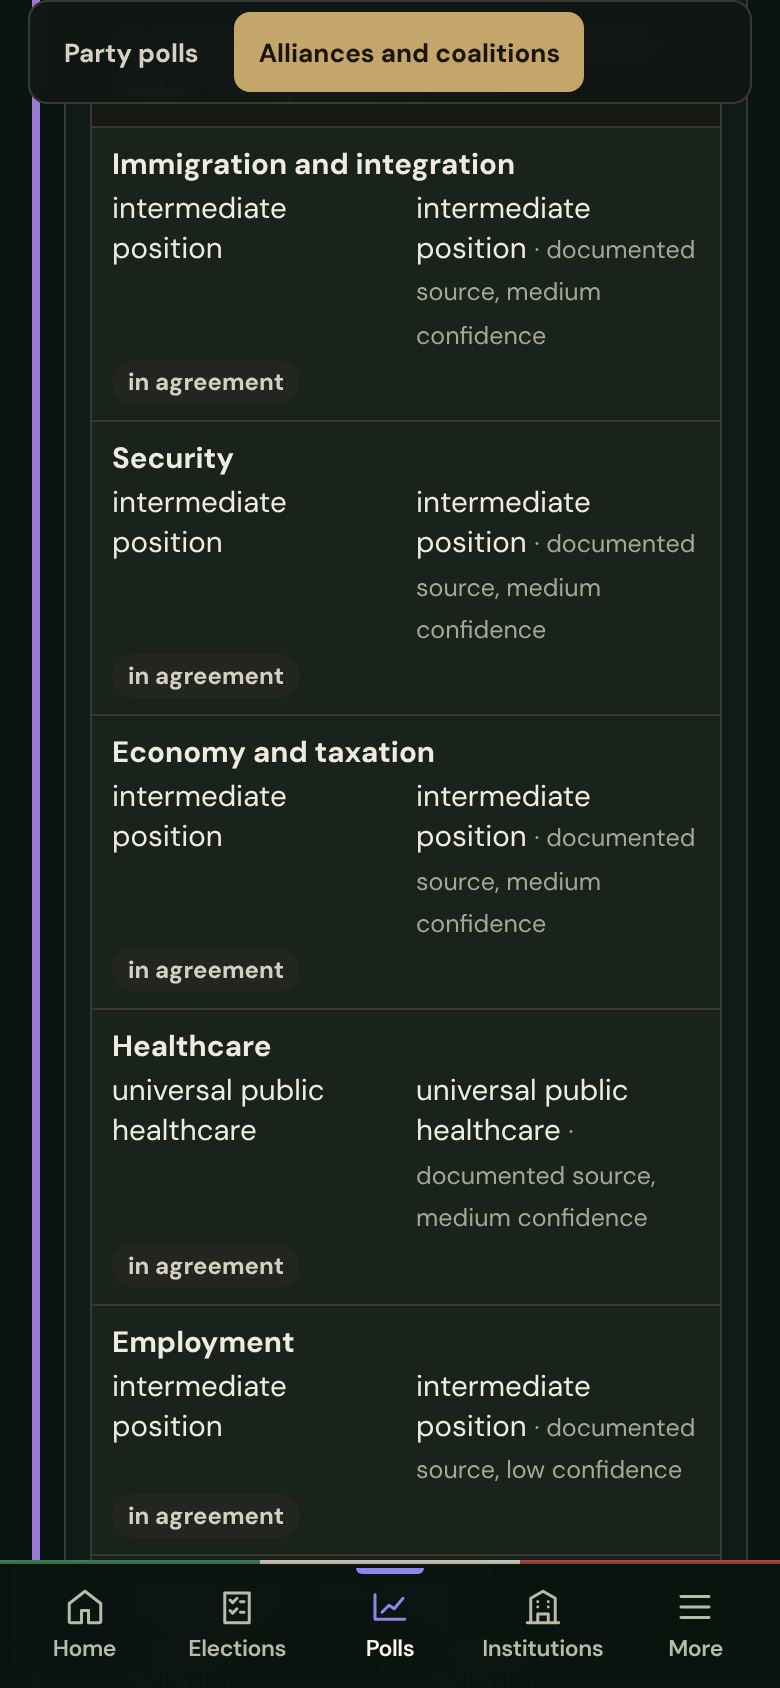 Party polls
Alliances and coalitions
Immigration and integration
intermediate
position
intermediate
position · documented
source, medium
confidence
in agreement
Security
intermediate
position
intermediate
position · documented
source, medium
confidence
in agreement
Economy and taxation
intermediate
position
intermediate
position · documented
source, medium
confidence
in agreement
Healthcare
universal public
healthcare
universal public
healthcare ·
documented source,
medium confidence
in agreement
Employment
intermediate
position
intermediate
position · documented
source, low confidence
in agreement
Home
Elections
Polls
Institutions
More